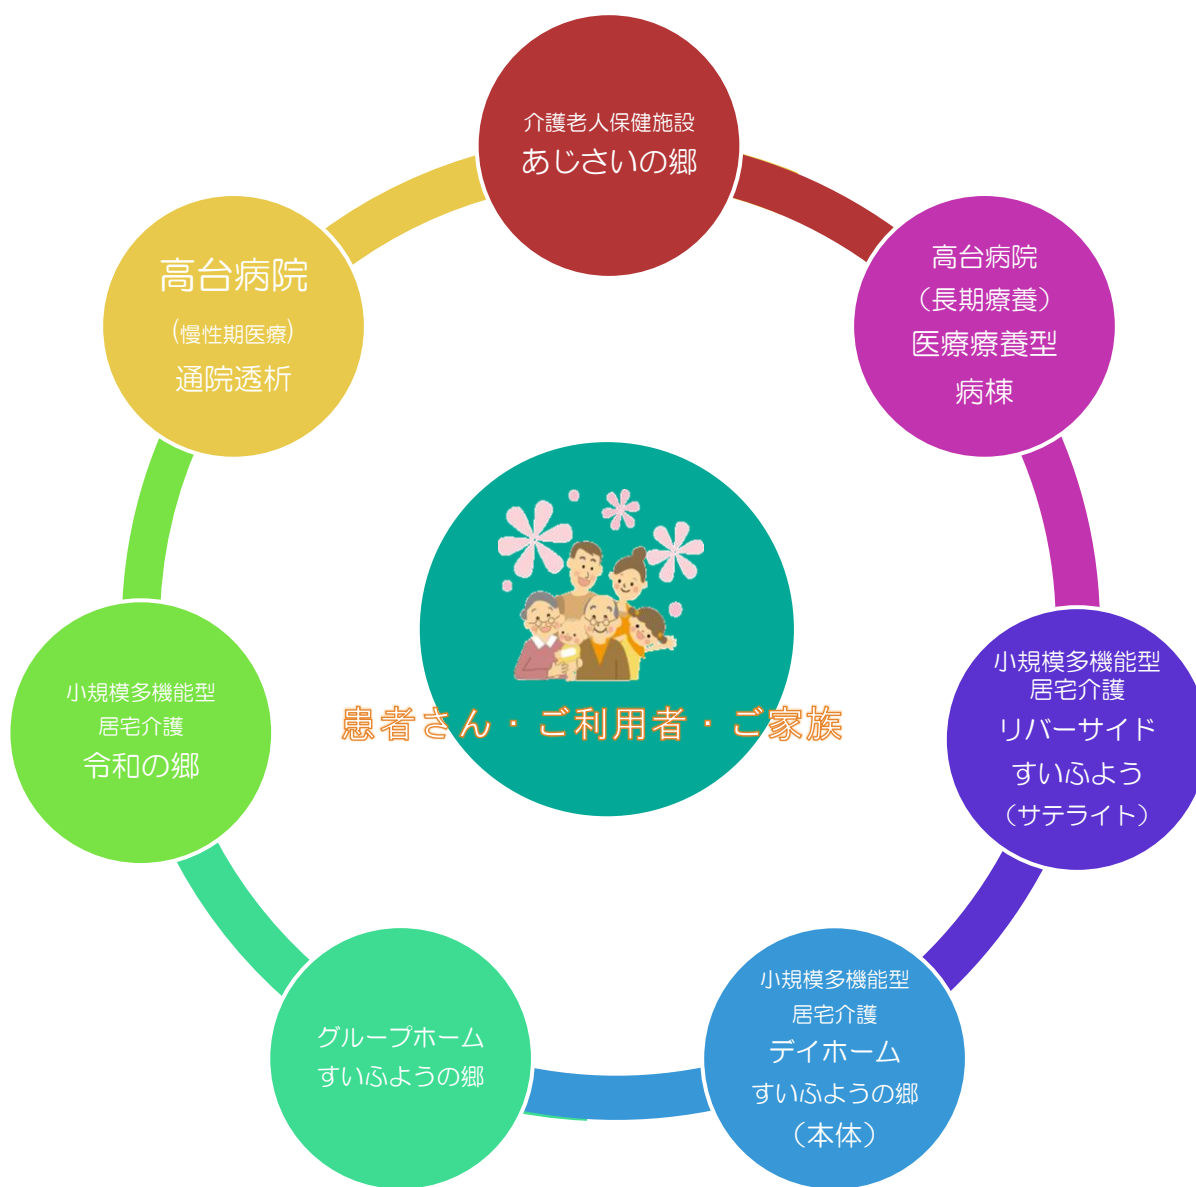 介護老人保健施設
あじさいの郷
高台病院
（長期療養）
医療療養型
病棟
小規模多機能型
居宅介護
リバーサイド
すいふよう
（サテライト）
小規模多機能型
居宅介護
デイホーム
すいふようの郷
（本体）
グループホーム
すいふようの郷
小規模多機能型
居宅介護
令和の郷
高台病院
(慢性期医療)
通院透析
患者さん・ご利用者・ご家族